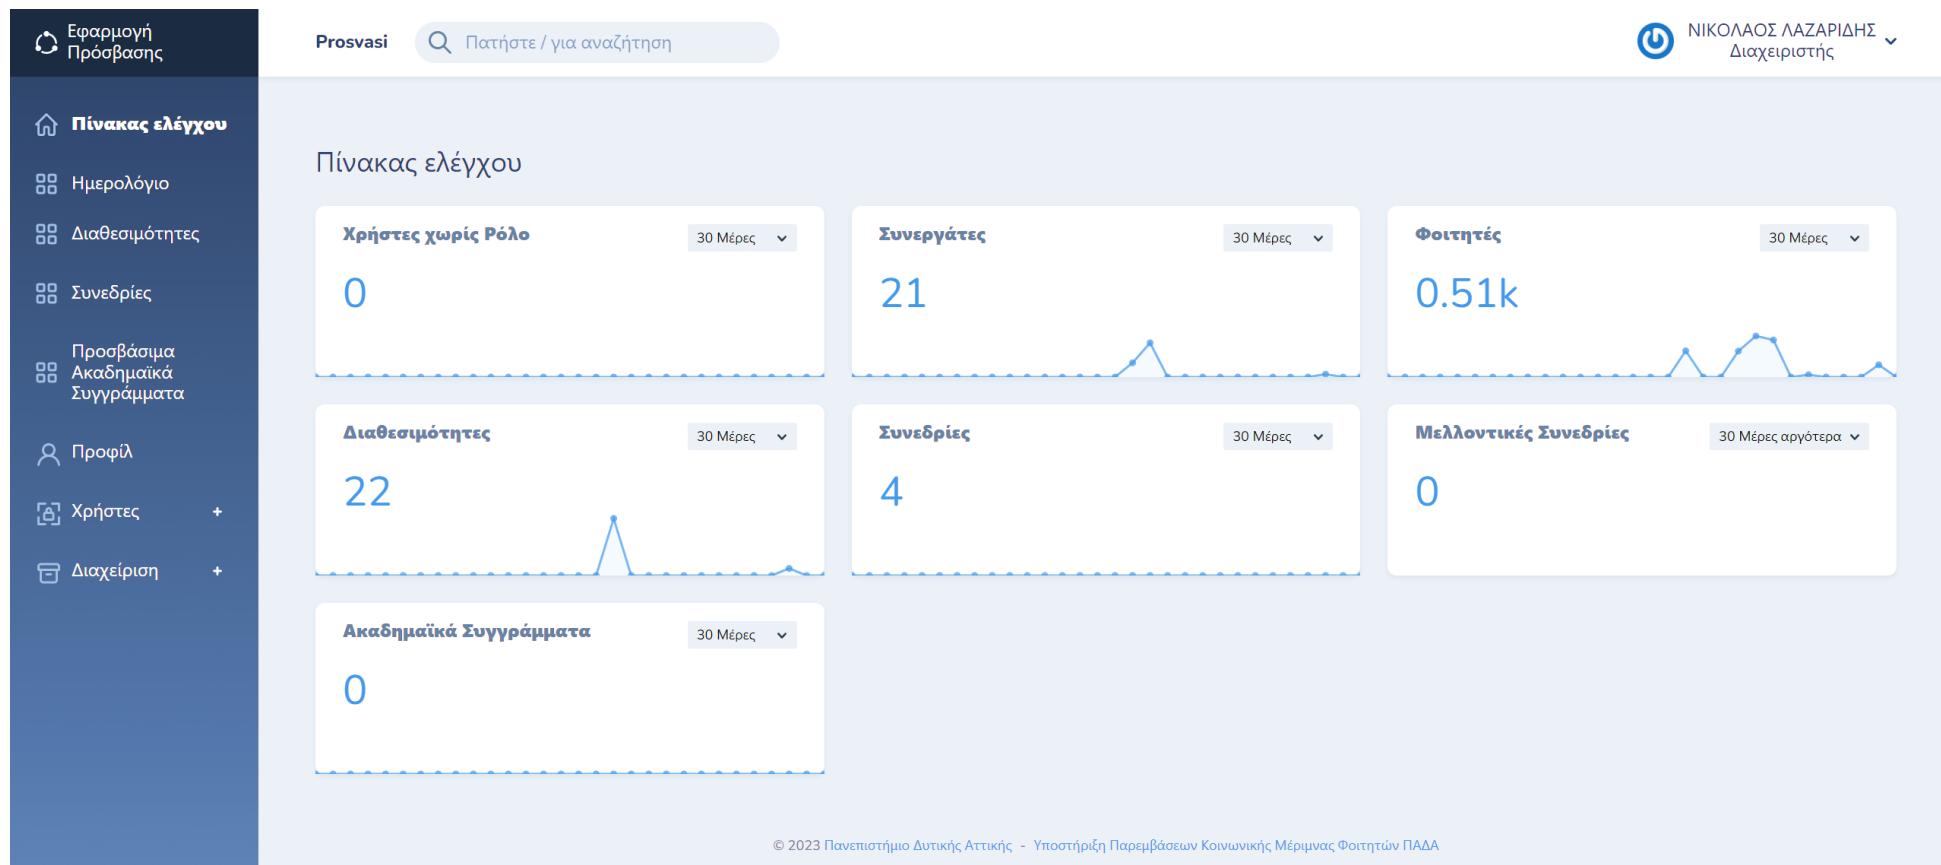 Εφαρμογή
Πρόσβασης
Prosvasi
Πατήστε / για αναζήτηση
ΝΙΚΟΛΑΟΣ ΛΑΖΑΡΙΔΗΣ
Διαχειριστής
Πίνακας ελέγχου
Ημερολόγιο
Διαθεσιμότητες
Συνεδρίες
Προσβάσιμα
Ακαδημαϊκά
Συγγράμματα
Προφίλ
Χρήστες +
Διαχείριση +
Πίνακας ελέγχου
Χρήστες χωρίς Ρόλο 30 Μέρες
0
Συνεργάτες 30 Μέρες
21
Φοιτητές 30 Μέρες
0.51k
Διαθεσιμότητες 30 Μέρες
22
Συνεδρίες 30 Μέρες
4
Μελλοντικές Συνεδρίες 30 Μέρες αργότερα
0
Ακαδημαϊκά Συγγράμματα 30 Μέρες
0
© 2023 Πανεπιστήμιο Δυτικής Αττικής - Υποστήριξη Παρεμβάσεων Κοινωνικής Μέριμνας Φοιτητών ΠΑΔΑ